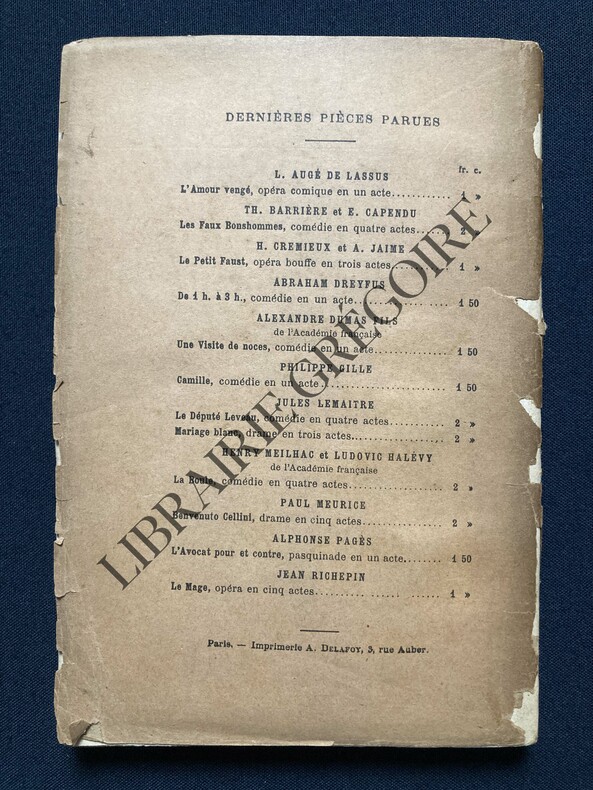 DERNIÈRES PIÈCES PARUES
fr. c.
L. AUGÉ DE LASSUS
L'Amour vengé, opéra comique en un acte............ 1 »
TH. BARRIÈRE et E. CAPENDU
Les Faux Bonshommes, comédie en quatre actes...... 2 »
H. CREMIEUX et A. JAIME
Le Petit Faust, opéra bouffe en trois actes............ 1 »
ABRAHAM DREYFUS
De 1 h. à 3 h., comédie en un acte.................. 1 50
ALEXANDRE DUMAS FILS
de l'Académie française
Une Visite de noces, comédie en un acte............... 1 50
PHILIPPE GILLE
Camille, comédie en un acte......................... 1 50
JULES LEMAITRE
Le Député Leveau, comédie en quatre actes........... 2 »
Mariage blanc, drame en trois actes.................. 2 »
HENRY MEILHAC et LUDOVIC HALÉVY
de l'Académie française
La Roule, comédie en quatre actes.................... 2 »
PAUL MEURICE
Benvenuto Cellini, drame en cinq actes................ 2 »
ALPHONSE PAGÈS
L'Avocat pour et contre, pasquinade en un acte....... 1 50
JEAN RICHEPIN
Le Mage, opéra en cinq actes........................ 1 »
Paris. — Imprimerie A. DELAFOY, 3, rue Auber.
LIBRAIRIE GRÉGOIRE